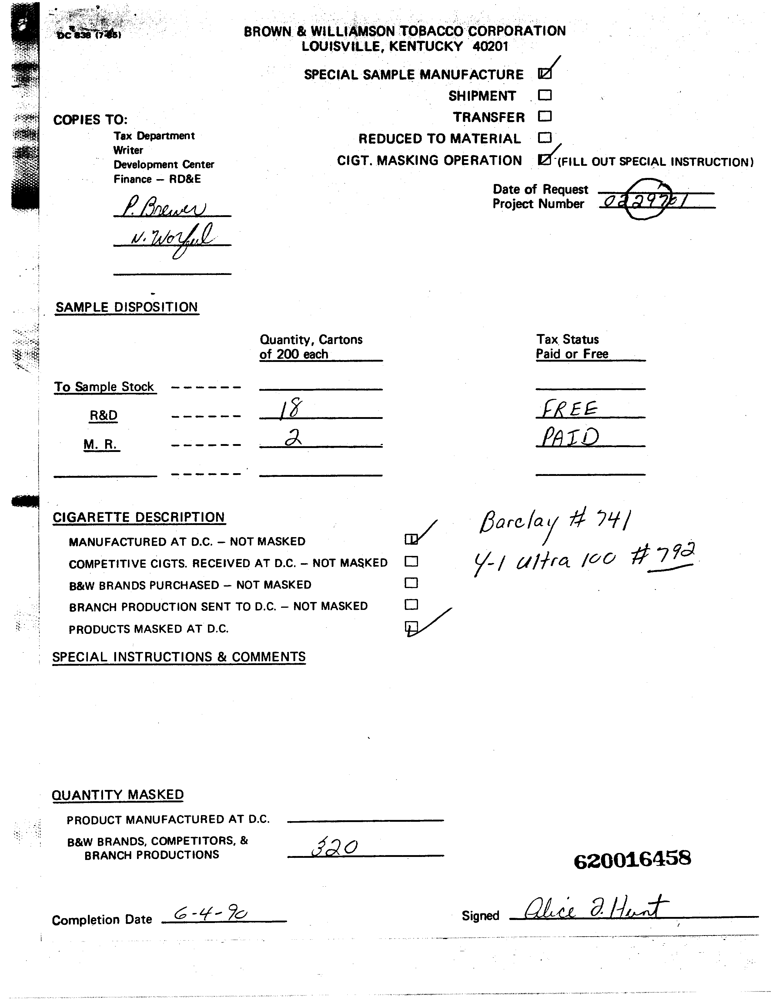 DC 838 (7-85)
BROWN & WILLIAMSON TOBACCO CORPORATION
LOUISVILLE, KENTUCKY 40201
SPECIAL SAMPLE MANUFACTURE
SHIPMENT
TRANSFER
REDUCED TO MATERIAL
CIGT. MASKING OPERATION (FILL OUT SPECIAL INSTRUCTION)
COPIES TO:
Tax Department
Writer
Development Center
Finance – RD&E
P. Brewer
N.
Date of Request
Project Number 0229701
SAMPLE DISPOSITION
Quantity, Cartons of 200 each Tax Status Paid or Free
To Sample Stock – – – – – –
R&D – – – – – – 18 FREE
M. R. – – – – – – 2 PAID
– – – – – –
CIGARETTE DESCRIPTION
MANUFACTURED AT D.C. – NOT MASKED
COMPETITIVE CIGTS. RECEIVED AT D.C. – NOT MASKED
B&W BRANDS PURCHASED – NOT MASKED
BRANCH PRODUCTION SENT TO D.C. – NOT MASKED
PRODUCTS MASKED AT D.C.
Barclay # 741
Y-1 Ultra 100 # 792
SPECIAL INSTRUCTIONS & COMMENTS
QUANTITY MASKED
PRODUCT MANUFACTURED AT D.C.
B&W BRANDS, COMPETITORS, &
BRANCH PRODUCTIONS 320
620016458
Completion Date 6-4-90 Signed Alice J. Hunt